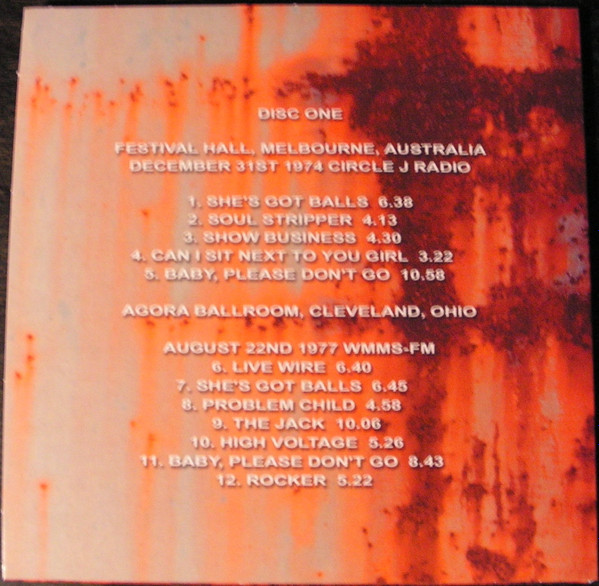 DISC ONE
FESTIVAL HALL, MELBOURNE, AUSTRALIA
DECEMBER 31ST 1974 CIRCLE J RADIO
1. SHE'S GOT BALLS 6.38
2. SOUL STRIPPER 4.13
3. SHOW BUSINESS 4.30
4. CAN I SIT NEXT TO YOU GIRL 3.22
5. BABY, PLEASE DON'T GO 10.58
AGORA BALLROOM, CLEVELAND, OHIO
AUGUST 22ND 1977 WMMS-FM
6. LIVE WIRE 6.40
7. SHE'S GOT BALLS 6.45
8. PROBLEM CHILD 4.58
9. THE JACK 10.06
10. HIGH VOLTAGE 5.26
11. BABY, PLEASE DON'T GO 8.43
12. ROCKER 5.22